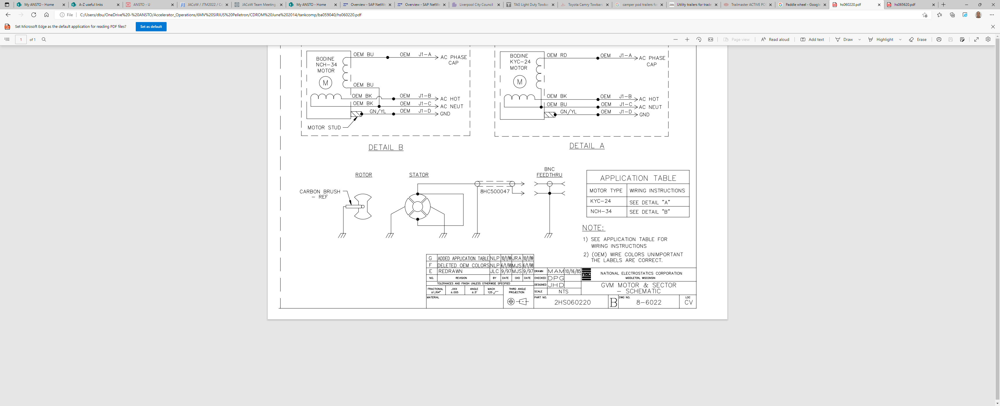 My ANSTO - Home
A-Z useful links
ANSTO - U
JACoW / JTM2022 / Co
JACoW Team Meeting
My ANSTO - Home
Overview - SAP NetWe
Overview - SAP NetWe
Liverpool City Council
TAG Light Duty Towbar
Toyota Camry Towbars
camper pod trailers for
Utility trailers for trade
Trailmaster ACTIVE PO
Paddle wheel - Google
hs060220.pdf
hs065620.pdf
File
C:/Users/dbu/OneDrive%20-%20ANSTO/Accelerator_Operations/6MV%20SIRIUS%20Pelletron/CDROM%20June%202014/tankcomp/ba059040/hs060220.pdf
Set Microsoft Edge as the default application for reading PDF files?
Set as default
1 of 1
Page view
Read aloud
Add text
Draw
Highlight
Erase
BODINE
NCH-34
MOTOR
M
OEM BU
OEM J1-A
AC PHASE
CAP
OEM BU
OEM BK
OEM J1-B
AC HOT
OEM BK
OEM J1-C
AC NEUT
GN/YL
OEM J1-D
GND
MOTOR STUD
DETAIL B
BODINE
KYC-24
MOTOR
M
OEM RD
OEM J1-A
AC PHASE
CAP
OEM BK
OEM J1-B
AC HOT
OEM BU
OEM J1-C
AC NEUT
GN/YL
OEM J1-D
GND
DETAIL A
ROTOR
CARBON BRUSH
- REF
STATOR
8HC500047
BNC
FEEDTHRU
APPLICATION TABLE
MOTOR TYPE WIRING INSTRUCTIONS
KYC-24 SEE DETAIL "A"
NCH-34 SEE DETAIL "B"
NOTE:
1) SEE APPLICATION TABLE FOR
WIRING INSTRUCTIONS
2) (OEM) WIRE COLORS UNIMPORTANT
THE LABELS ARE CORRECT.
G ADDED APPLICATION TABLE NLP 10/1/99 JRA 10/1/99
F DELETED OEM COLORS NLP 6/1/98 MJS 6/1/98
E REDRAWN JLC 9/97 MJS 9/97
NO. REVISION BY DATE CKD DATE
TOLERANCES AND FINISH UNLESS OTHERWISE SPECIFIED
FRACTIONAL
±1/64"
.XXX
±.005
ANGLE
±.5°
MACH
125
THIRD ANGLE
PROJECTION
MATERIAL
DRAWN MAM 10/16/85
CHECKED DPG
DESIGNED JHD
SCALE NTS
NEC
NATIONAL ELECTROSTATICS CORPORATION
MIDDLETON, WISCONSIN
GVM MOTOR & SECTOR
- SCHEMATIC
PART NO.
2HS060220
B
DWG NO.
8-6022
LOC
CV